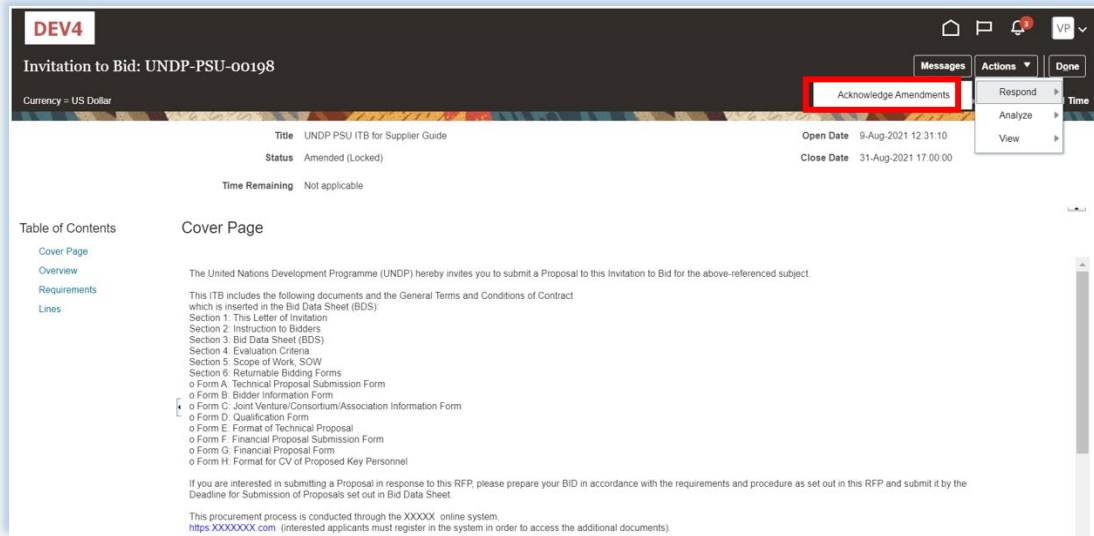 DEV4
3
VP
Invitation to Bid: UNDP-PSU-00198
Messages
Actions
Done
Currency = US Dollar
Acknowledge Amendments
Respond
Time
Analyze
View
Title UNDP PSU ITB for Supplier Guide
Open Date 9-Aug-2021 12:31:10
Status Amended (Locked)
Close Date 31-Aug-2021 17:00:00
Time Remaining Not applicable
Table of Contents
Cover Page
Overview
Requirements
Lines
Cover Page
The United Nations Development Programme (UNDP) hereby invites you to submit a Proposal to this Invitation to Bid for the above-referenced subject.
This ITB includes the following documents and the General Terms and Conditions of Contract
which is inserted in the Bid Data Sheet (BDS):
Section 1: This Letter of Invitation
Section 2: Instruction to Bidders
Section 3: Bid Data Sheet (BDS)
Section 4: Evaluation Criteria
Section 5: Scope of Work, SOW
Section 6: Returnable Bidding Forms
o Form A: Technical Proposal Submission Form
o Form B: Bidder Information Form
o Form C: Joint Venture/Consortium/Association Information Form
o Form D: Qualification Form
o Form E: Format of Technical Proposal
o Form F: Financial Proposal Submission Form
o Form G: Financial Proposal Form
o Form H: Format for CV of Proposed Key Personnel
If you are interested in submitting a Proposal in response to this RFP, please prepare your BID in accordance with the requirements and procedure as set out in this RFP and submit it by the
Deadline for Submission of Proposals set out in Bid Data Sheet.
This procurement process is conducted through the XXXXX online system.
https:XXXXXXX.com (interested applicants must register in the system in order to access the additional documents).